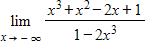 lim x→ - ∞ x³+x²−2x+1 / 1−2x³